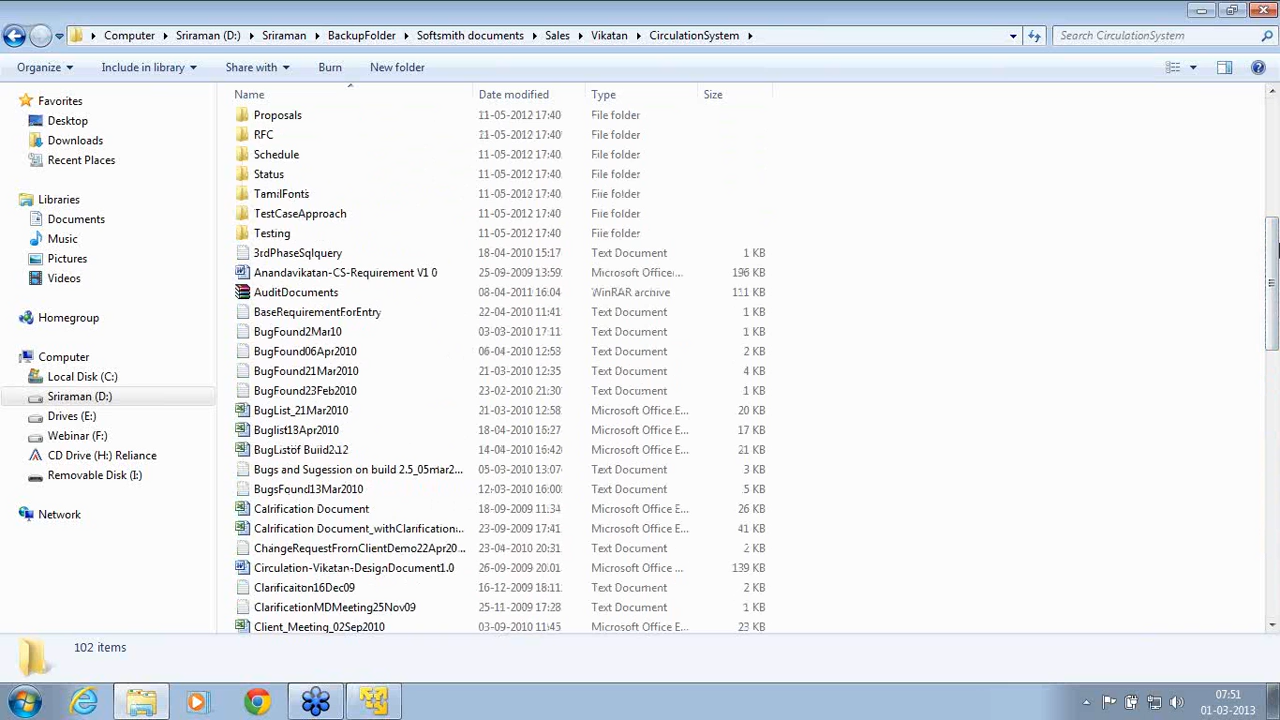 Computer Sriraman (D:) Sriraman BackupFolder Softsmith documents Sales Vikatan CirculationSystem Search CirculationSystem
Organize Include in library Share with Burn New folder
Name Date modified Type Size
Favorites
Desktop
Downloads
Recent Places
Libraries
Documents
Music
Pictures
Videos
Homegroup
Computer
Local Disk (C:)
Sriraman (D:)
Drives (E:)
Webinar (F:)
CD Drive (H:) Reliance
Removable Disk (I:)
Network
Proposals 11-05-2012 17:40 File folder
RFC 11-05-2012 17:40 File folder
Schedule 11-05-2012 17:40 File folder
Status 11-05-2012 17:40 File folder
TamilFonts 11-05-2012 17:40 File folder
TestCaseApproach 11-05-2012 17:40 File folder
Testing 11-05-2012 17:40 File folder
3rdPhaseSqlquery 18-04-2010 15:17 Text Document 1 KB
Anandavikatan-CS-Requirement V1 0 25-09-2009 13:59 Microsoft Office... 196 KB
AuditDocuments 08-04-2011 16:04 WinRAR archive 111 KB
BaseRequirementForEntry 22-04-2010 11:41 Text Document 1 KB
BugFound2Mar10 03-03-2010 17:11 Text Document 1 KB
BugFound06Apr2010 06-04-2010 12:53 Text Document 2 KB
BugFound21Mar2010 21-03-2010 12:35 Text Document 4 KB
BugFound23Feb2010 23-02-2010 21:30 Text Document 1 KB
BugList_21Mar2010 21-03-2010 12:58 Microsoft Office E... 20 KB
Buglist13Apr2010 18-04-2010 16:27 Microsoft Office E... 17 KB
BugListof Build2.12 14-04-2010 16:42 Microsoft Office E... 21 KB
Bugs and Sugession on build 2.5_05mar2... 05-03-2010 13:07 Text Document 3 KB
BugsFound13Mar2010 12-03-2010 16:00 Text Document 5 KB
Calrification Document 18-09-2009 11:34 Microsoft Office E... 26 KB
Calrification Document_withClarification... 23-09-2009 17:41 Microsoft Office E... 41 KB
ChangeRequestFromClientDemo22Apr20... 23-04-2010 20:31 Text Document 2 KB
Circulation-Vikatan-DesignDocument1.0 26-09-2009 20:01 Microsoft Office ... 139 KB
Clarificaiton16Dec09 16-12-2009 18:11 Text Document 2 KB
ClarificationMDMeeting25Nov09 25-11-2009 17:28 Text Document 1 KB
Client_Meeting_02Sep2010 03-09-2010 11:45 Microsoft Office E... 23 KB
102 items
07:51
01-03-2013